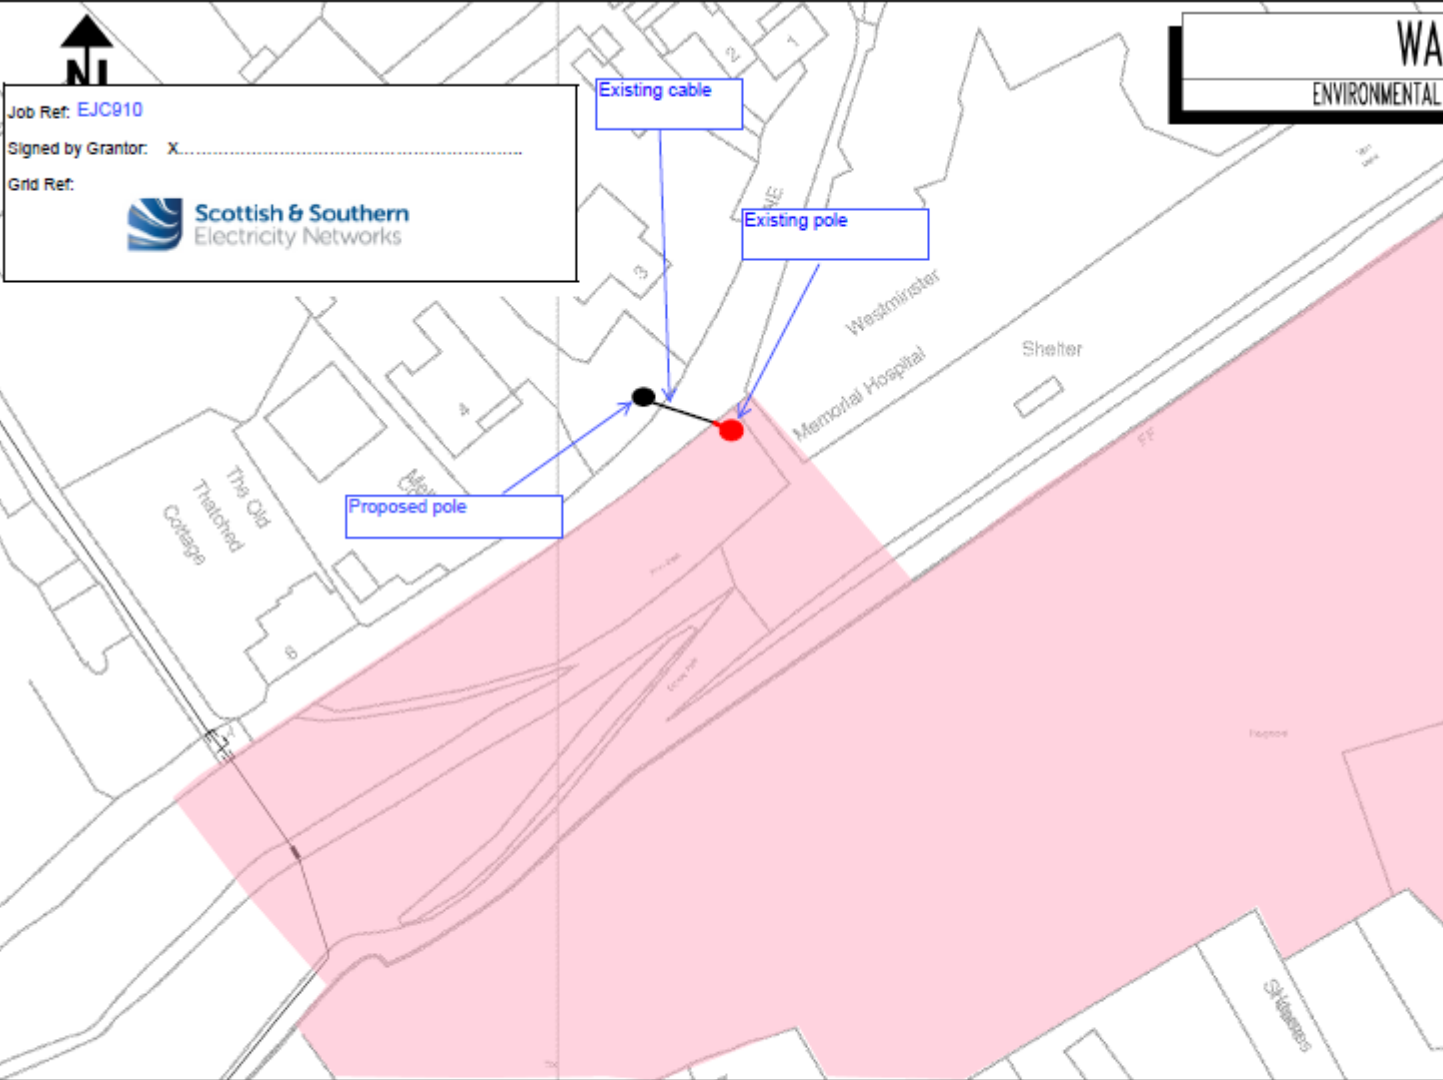 N
WA
ENVIRONMENTAL
Job Ref: EJC910
Signed by Grantor: X
Grid Ref:
Scottish & Southern
Electricity Networks
Existing cable
Existing pole
Proposed pole
1
2
3
4
6
Westminster
Memorial Hospital
Shelter
FF
The Old
Thatched
Cottage